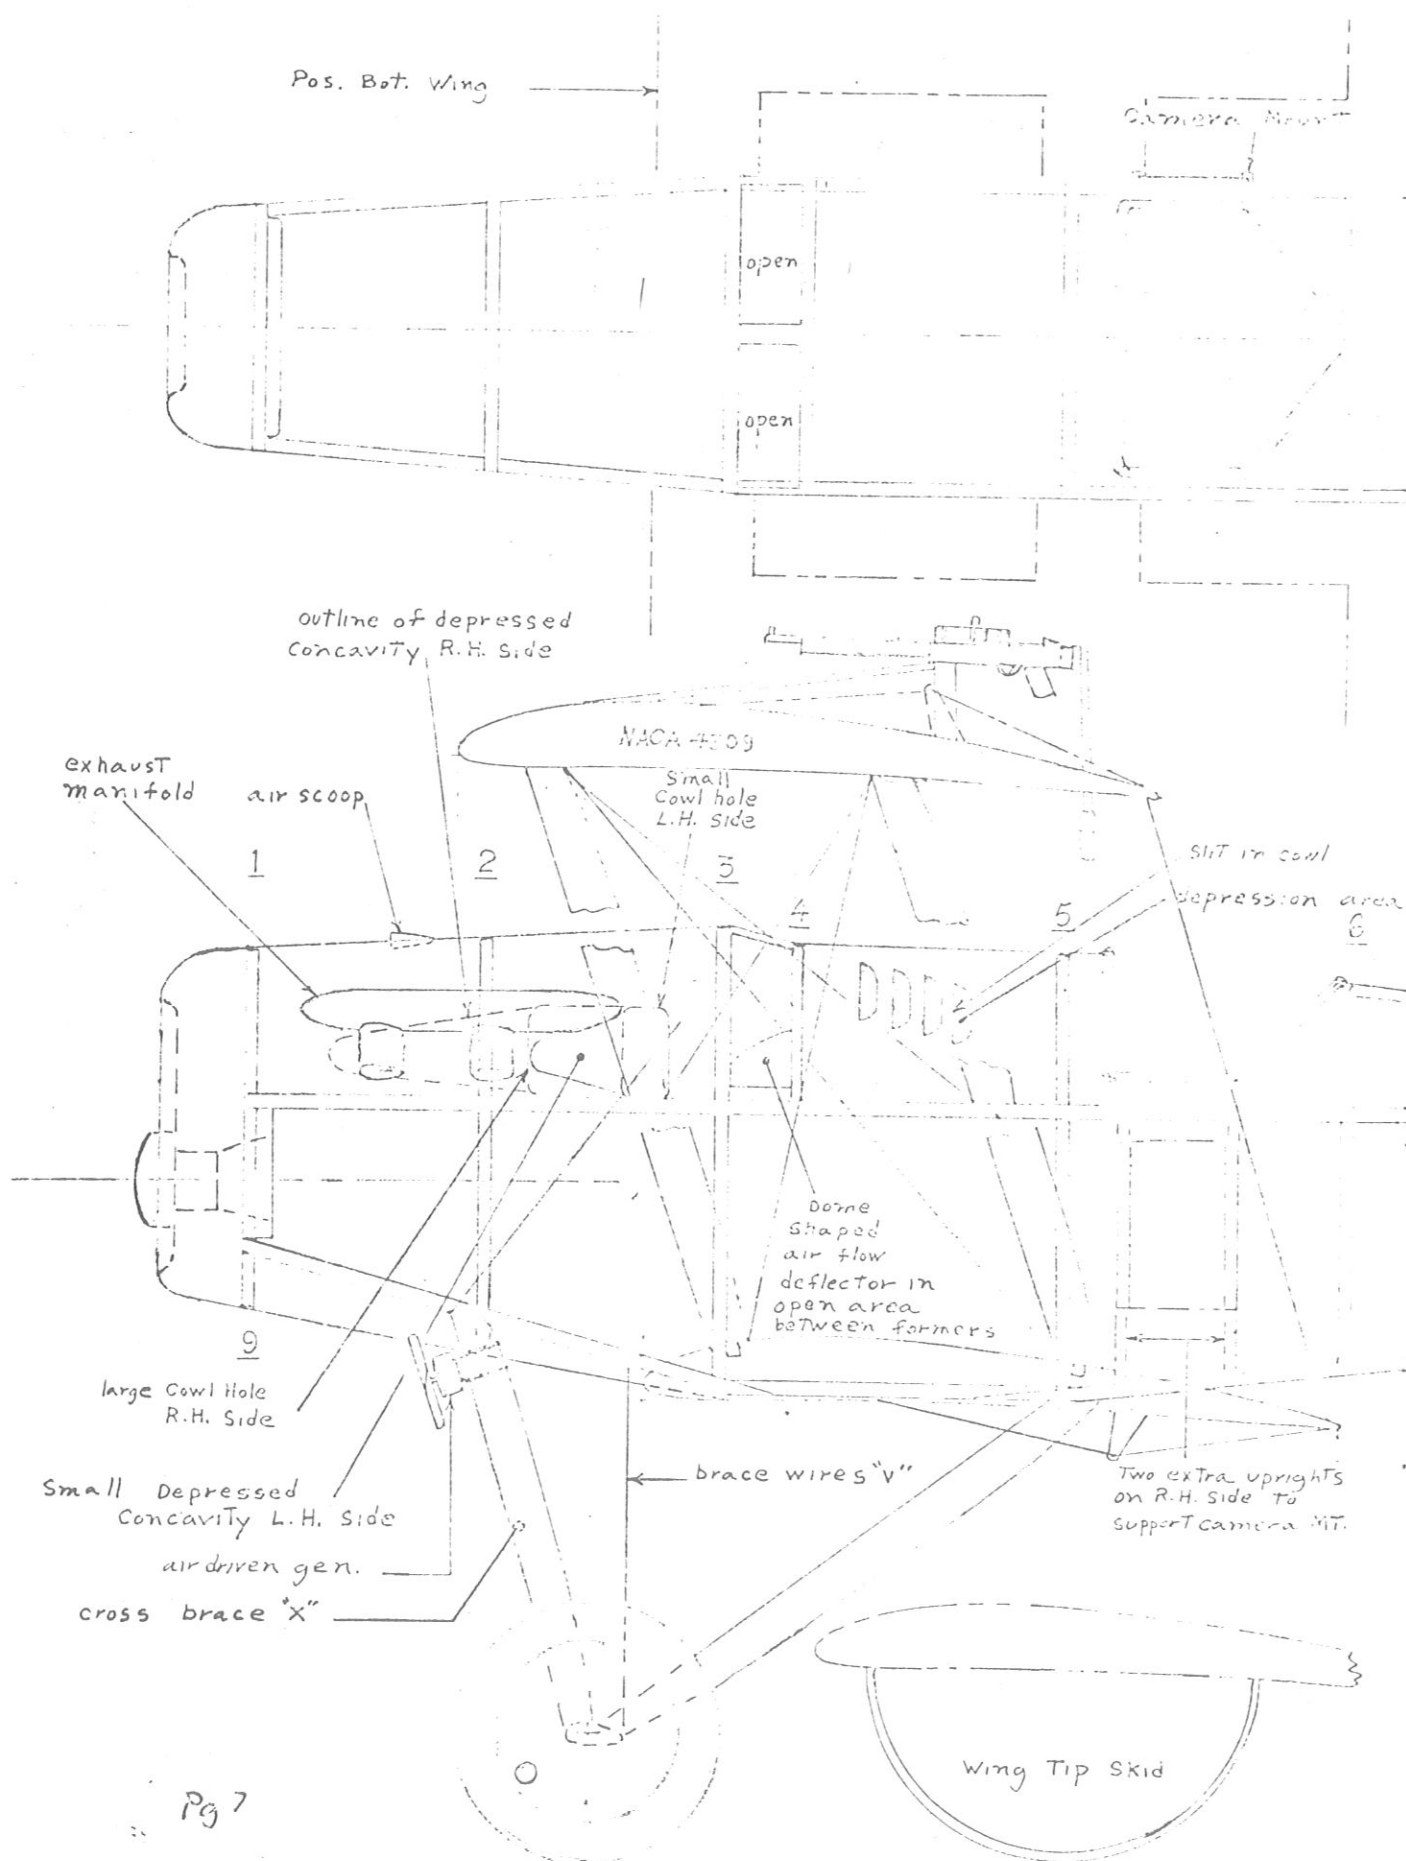 Pos. Bot. Wing
Camera Mount
open
open
outline of depressed
Concavity R.H. Side
NACA 4309
exhaust
manifold
air scoop
Small
Cowl hole
L.H. Side
1
2
3
4
5
6
Slit in cowl
depression area
Dome
Shaped
air flow
deflector in
open area
between formers
9
large Cowl Hole
R.H. Side
Small Depressed
Concavity L.H. Side
air driven gen.
cross brace "X"
brace wires "V"
Two extra uprights
on R.H. Side To
support camera MT.
Wing Tip Skid
Pg 7